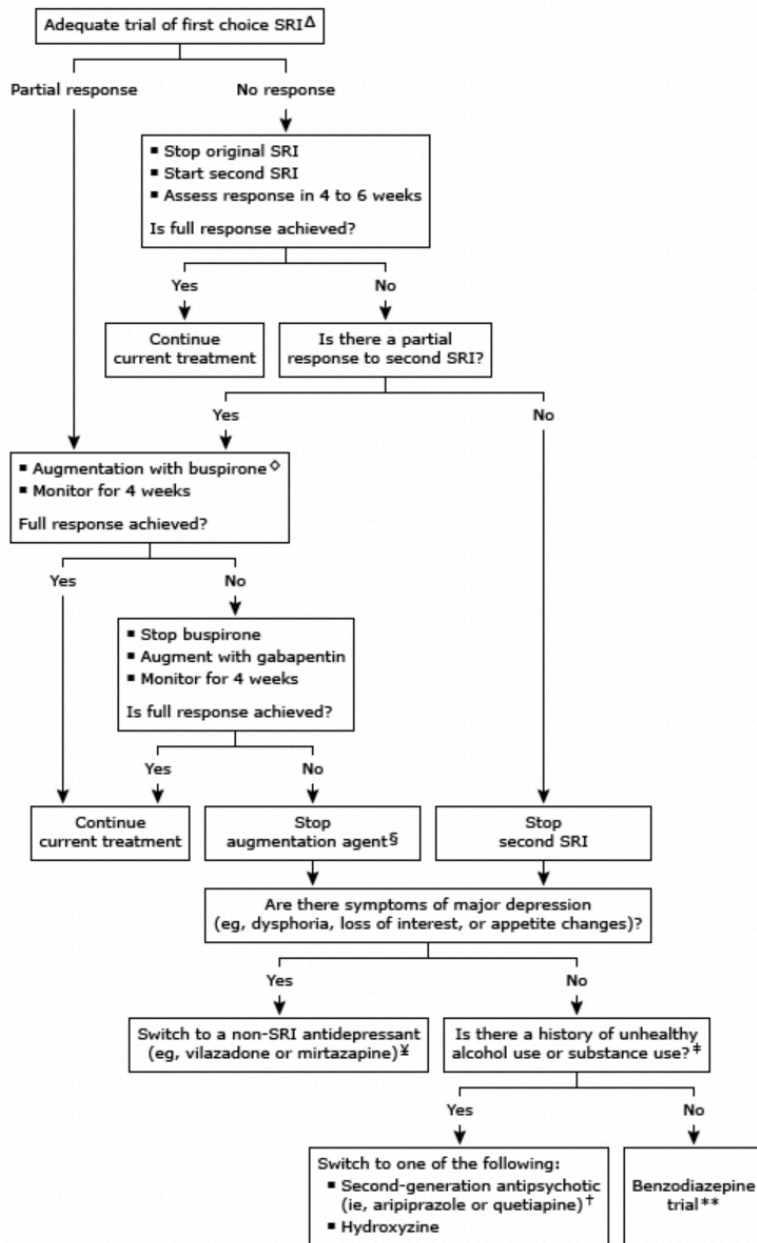 Adequate trial of first choice SRIΔ
Partial response
No response
▪ Stop original SRI
▪ Start second SRI
▪ Assess response in 4 to 6 weeks
Is full response achieved?
Yes
No
Continue
current treatment
Is there a partial
response to second SRI?
Yes
No
▪ Augmentation with buspirone◇
▪ Monitor for 4 weeks
Full response achieved?
Yes
No
▪ Stop buspirone
▪ Augment with gabapentin
▪ Monitor for 4 weeks
Is full response achieved?
Yes
No
Continue
current treatment
Stop
augmentation agent§
Stop
second SRI
Are there symptoms of major depression
(eg, dysphoria, loss of interest, or appetite changes)?
Yes
No
Switch to a non-SRI antidepressant
(eg, vilazadone or mirtazapine)¥
Is there a history of unhealthy
alcohol use or substance use?‡
Yes
No
Switch to one of the following:
▪ Second-generation antipsychotic
(ie, aripiprazole or quetiapine)†
▪ Hydroxyzine
Benzodiazepine
trial**